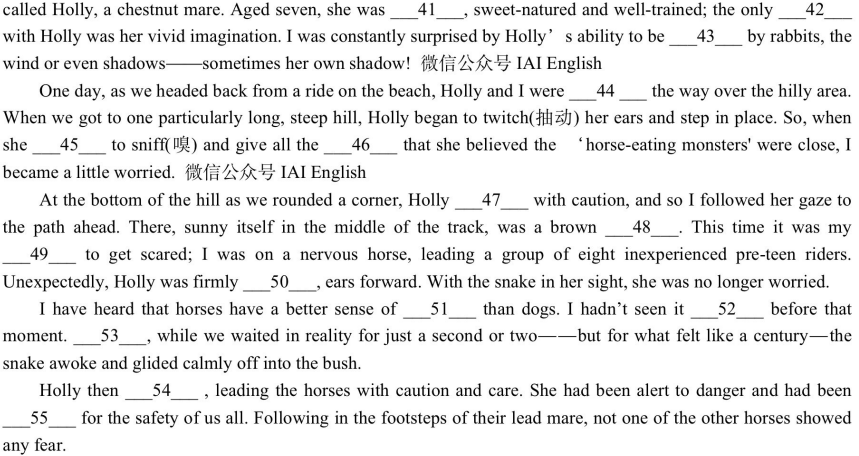 called Holly, a chestnut mare. Aged seven, she was ___41___, sweet-natured and well-trained; the only ___42___
with Holly was her vivid imagination. I was constantly surprised by Holly’s ability to be ___43___ by rabbits, the
wind or even shadows——sometimes her own shadow! 微信公众号 IAI English
One day, as we headed back from a ride on the beach, Holly and I were ___44 ___ the way over the hilly area.
When we got to one particularly long, steep hill, Holly began to twitch(抽动) her ears and step in place. So, when
she ___45___ to sniff(嗅) and give all the ___46___ that she believed the ‘horse-eating monsters' were close, I
became a little worried. 微信公众号 IAI English
At the bottom of the hill as we rounded a corner, Holly ___47___ with caution, and so I followed her gaze to
the path ahead. There, sunny itself in the middle of the track, was a brown ___48___. This time it was my
___49___ to get scared; I was on a nervous horse, leading a group of eight inexperienced pre-teen riders.
Unexpectedly, Holly was firmly ___50___, ears forward. With the snake in her sight, she was no longer worried.
I have heard that horses have a better sense of ___51___ than dogs. I hadn’t seen it ___52___ before that
moment. ___53___, while we waited in reality for just a second or two——but for what felt like a century—the
snake awoke and glided calmly off into the bush.
Holly then ___54___ , leading the horses with caution and care. She had been alert to danger and had been
___55___ for the safety of us all. Following in the footsteps of their lead mare, not one of the other horses showed
any fear.